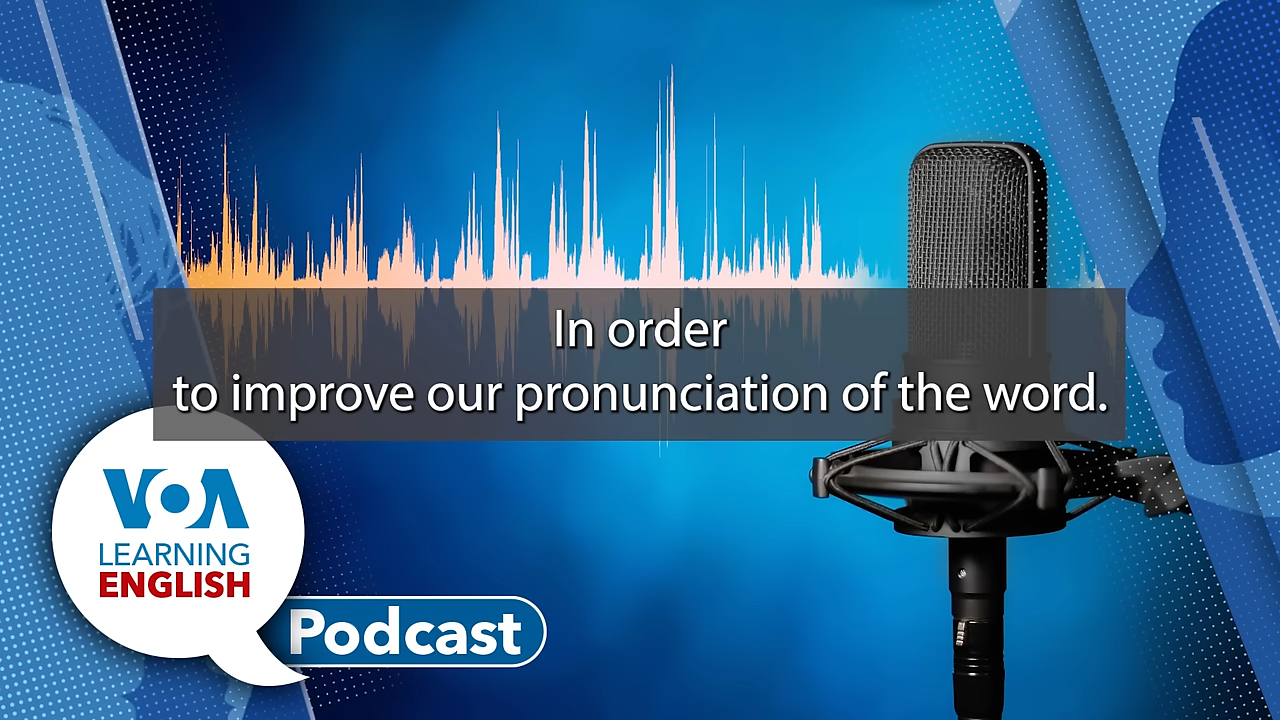 In order
to improve our pronunciation of the word.
VOA
LEARNING
ENGLISH
Podcast